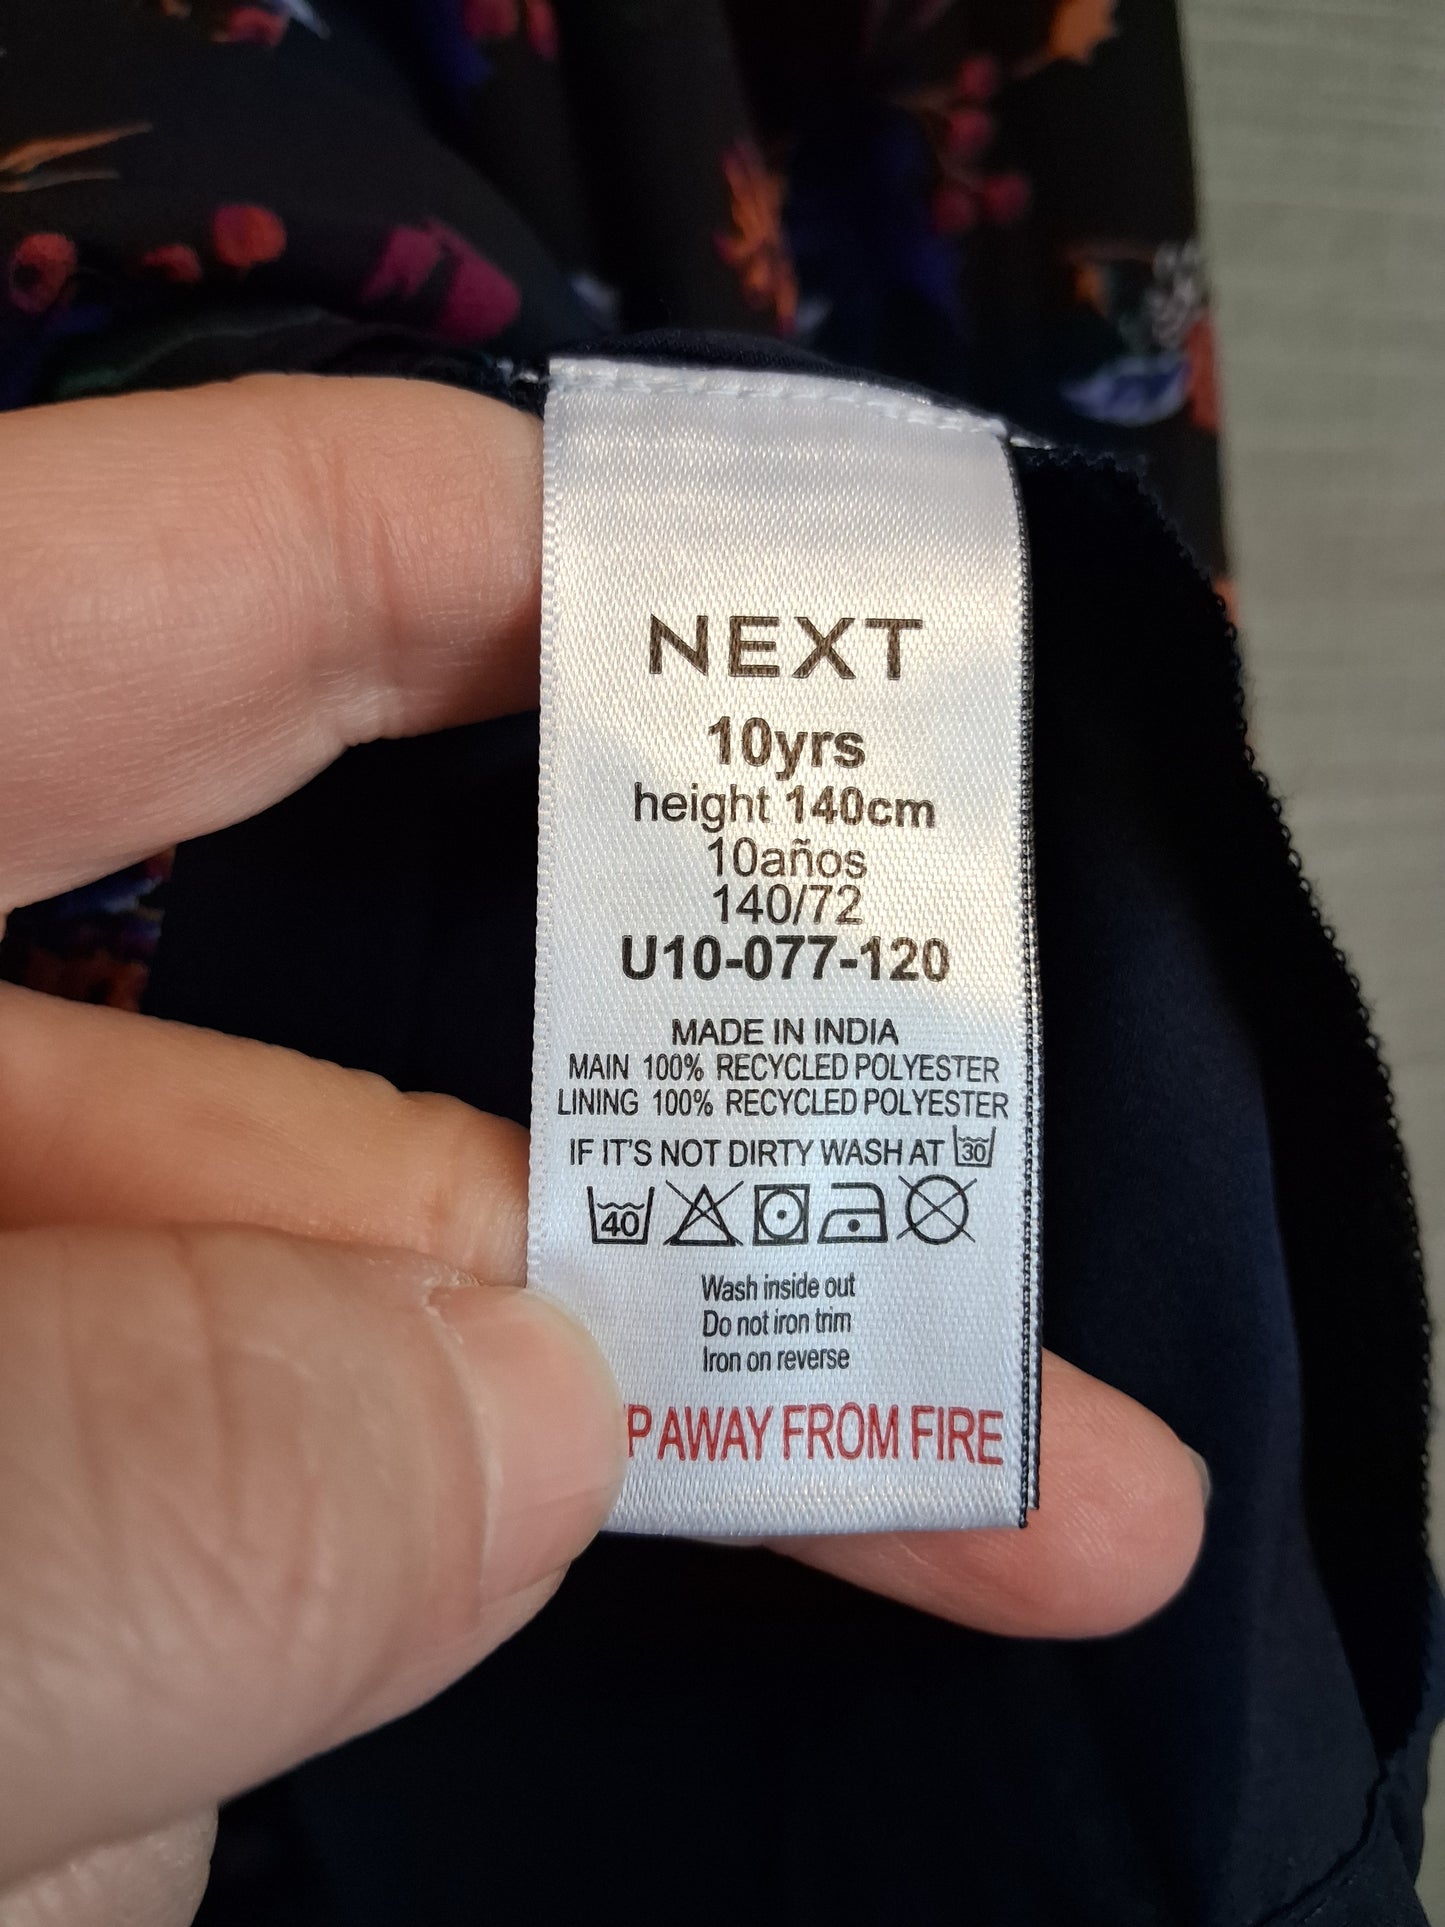 NEXT
10yrs
height 140cm
10años
140/72
U10-077-120
MADE IN INDIA
MAIN 100% RECYCLED POLYESTER
LINING 100% RECYCLED POLYESTER
IF IT'S NOT DIRTY WASH AT 30
40
Wash inside out
Do not iron trim
Iron on reverse
P AWAY FROM FIRE